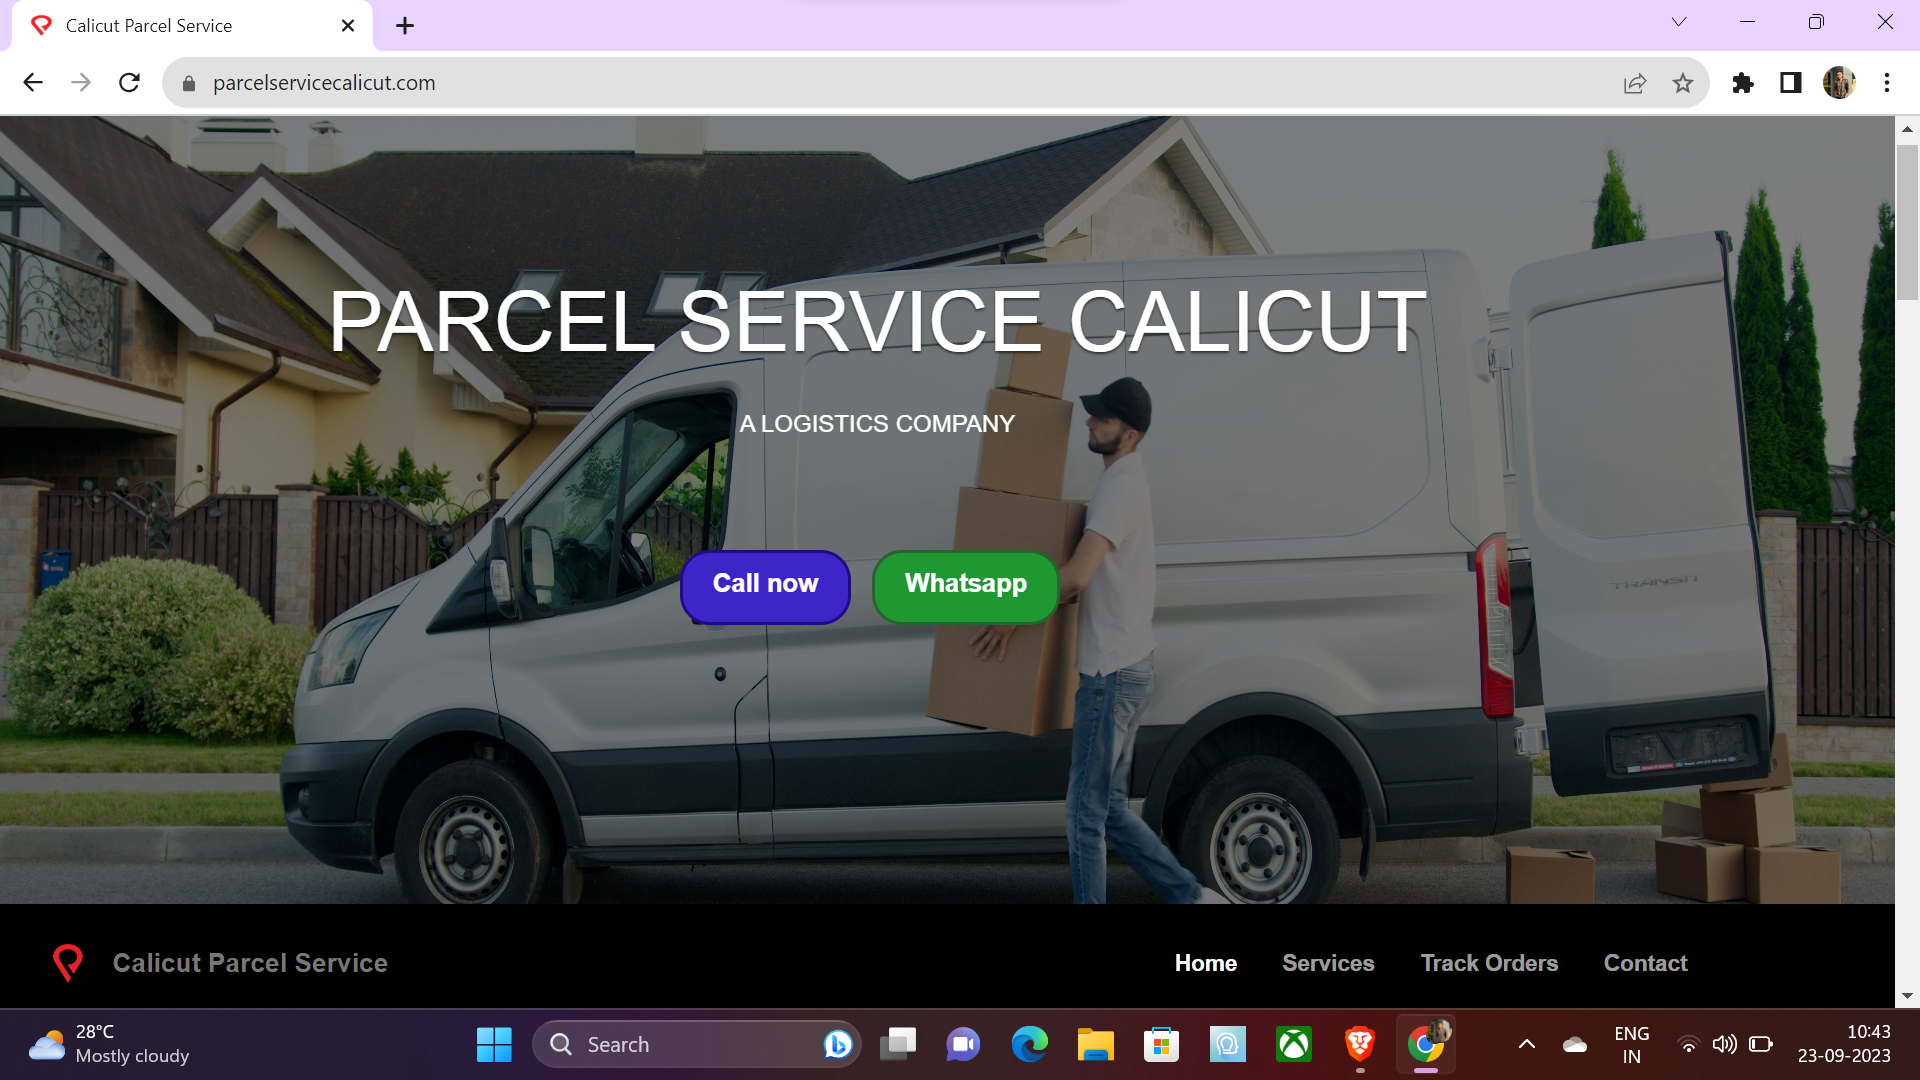 Calicut Parcel Service
parcelservicecalicut.com
PARCEL SERVICE CALICUT
A LOGISTICS COMPANY
Call now
Whatsapp
TRANSIT
Calicut Parcel Service
Home
Services
Track Orders
Contact
28°C
Mostly cloudy
Search
ENG
IN
10:43
23-09-2023